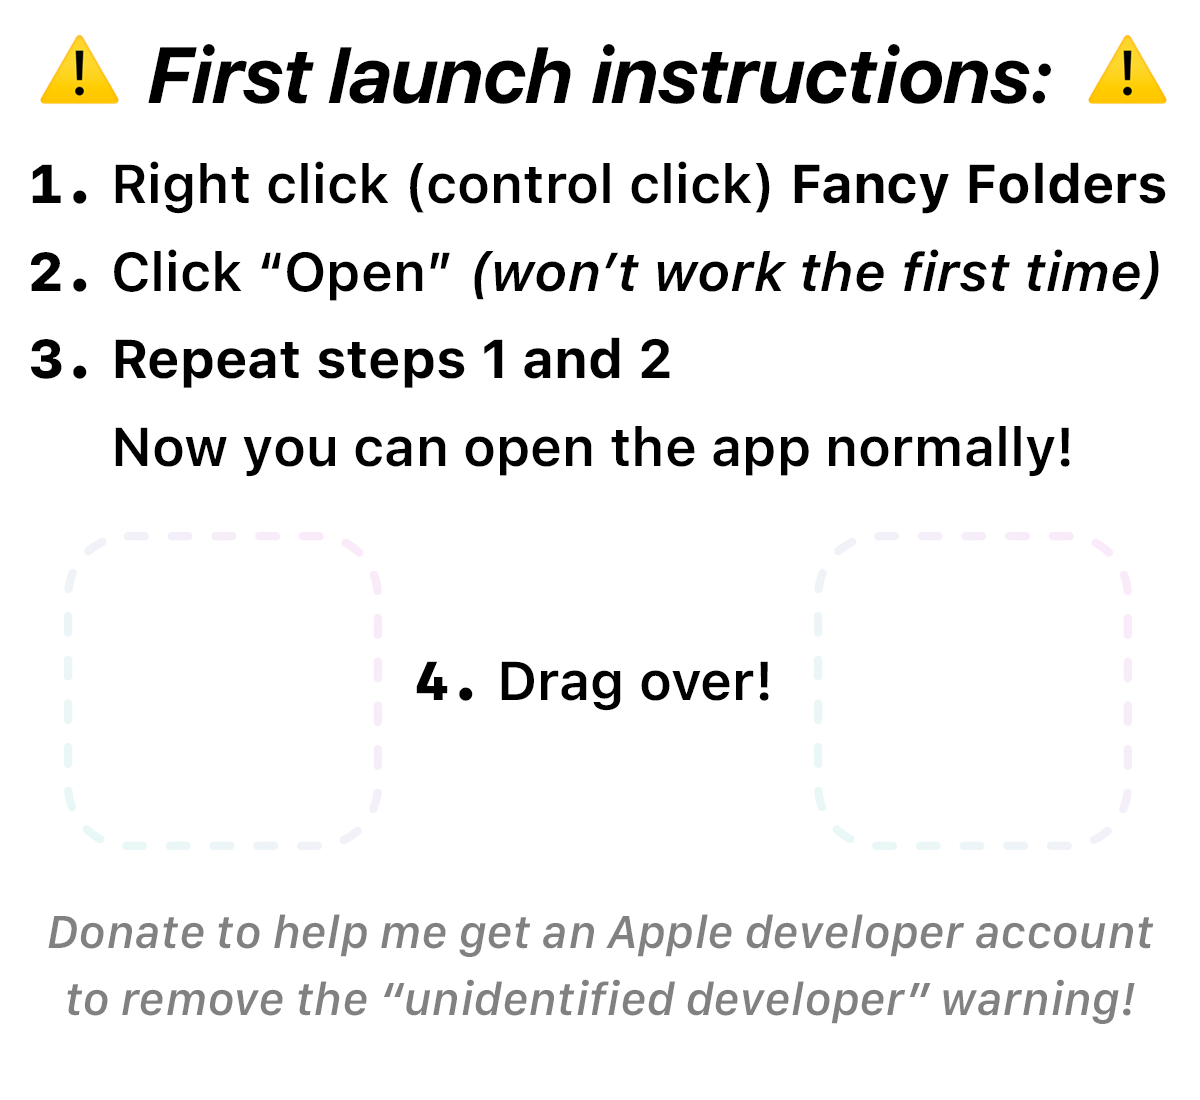 ⚠️ First launch instructions: ⚠️
1. Right click (control click) Fancy Folders
2. Click “Open” (won’t work the first time)
3. Repeat steps 1 and 2
Now you can open the app normally!
4. Drag over!
Donate to help me get an Apple developer account
to remove the “unidentified developer” warning!